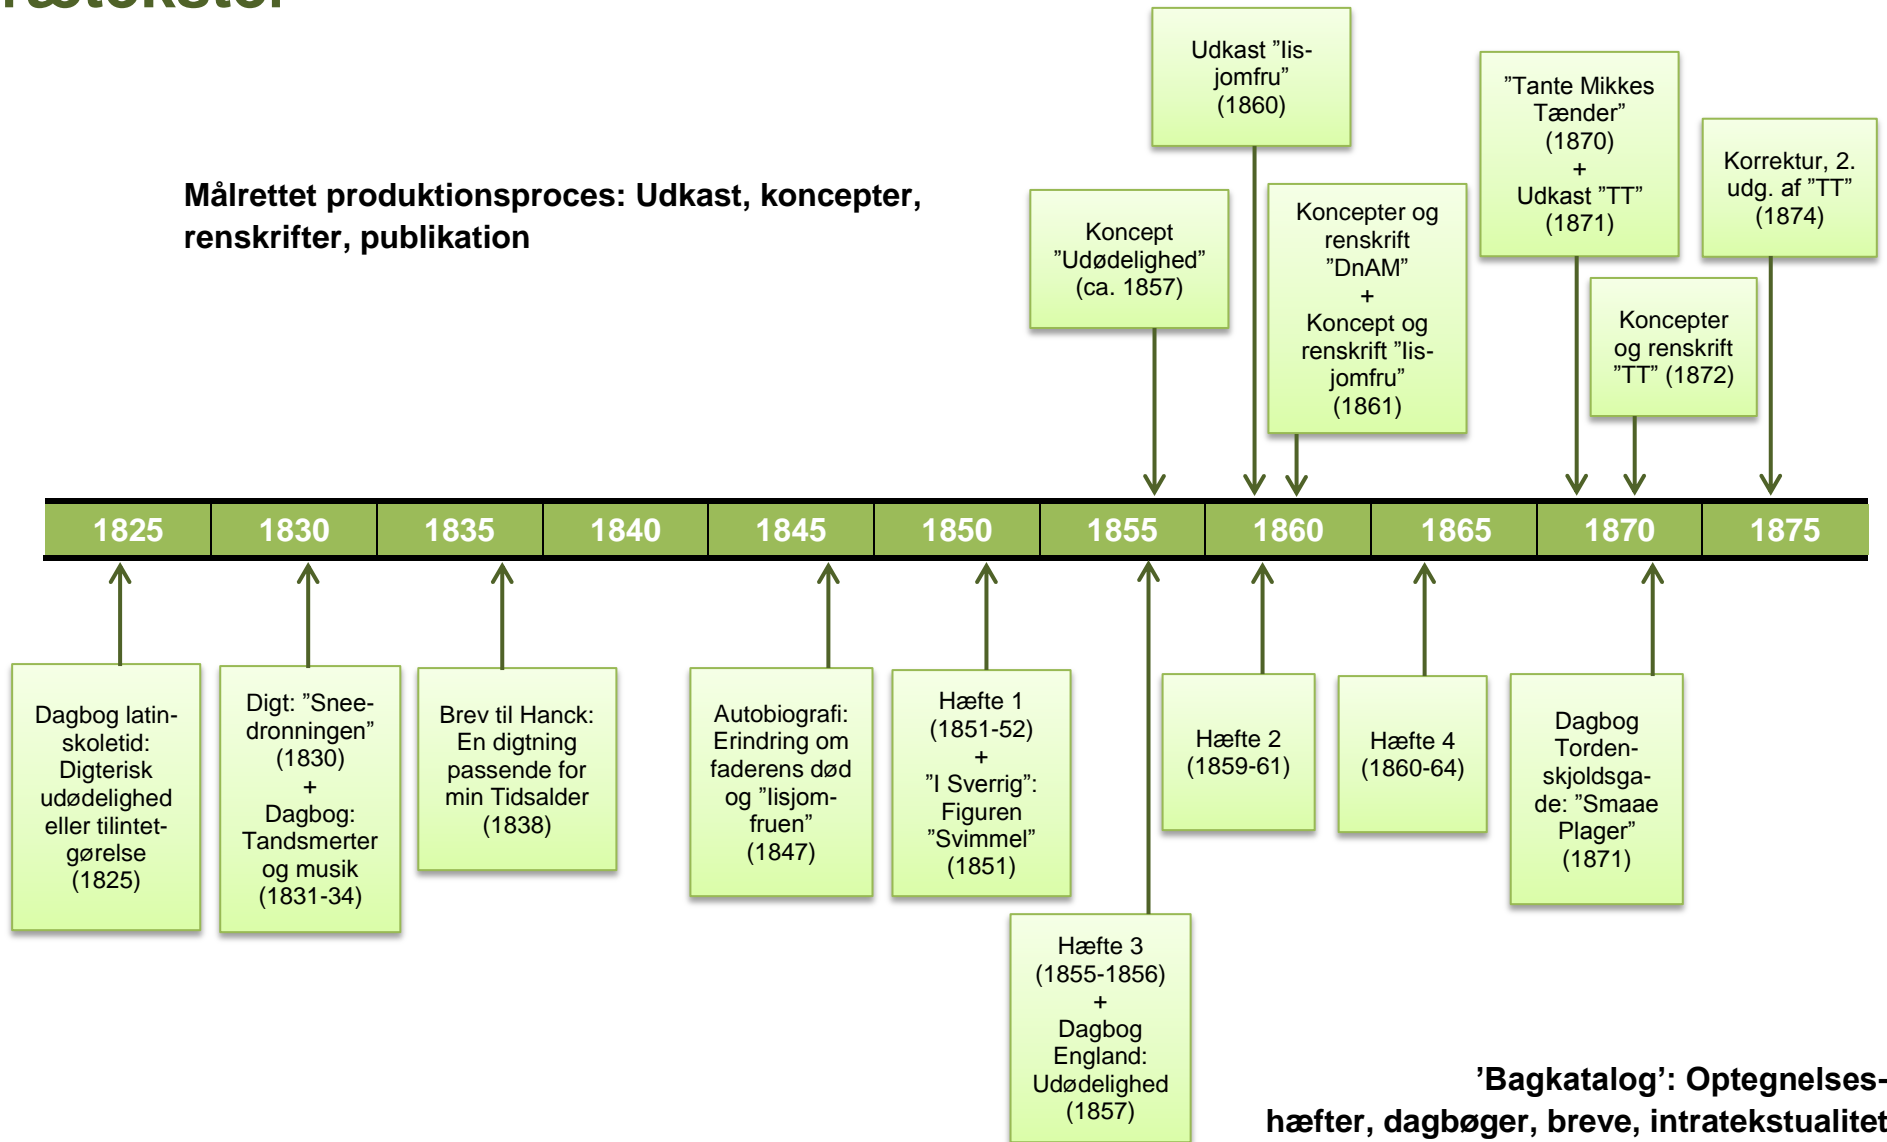 Målrettet produktionsproces: Udkast, koncepter,
renskrifter, publikation
Koncept
”Udødelighed”
(ca. 1857)
Udkast ”Iis-
jomfru”
(1860)
Koncepter og
renskrift
”DnAM”
+
Koncept og
renskrift ”Iis-
jomfru”
(1861)
”Tante Mikkes
Tænder”
(1870)
+
Udkast ”TT”
(1871)
Koncepter
og renskrift
”TT” (1872)
Korrektur, 2.
udg. af ”TT”
(1874)
1825 1830 1835 1840 1845 1850 1855 1860 1865 1870 1875
Dagbog latin-
skoletid:
Digterisk
udødelighed
eller tilintet-
gørelse
(1825)
Digt: ”Snee-
dronningen”
(1830)
+
Dagbog:
Tandsmerter
og musik
(1831-34)
Brev til Hanck:
En digtning
passende for
min Tidsalder
(1838)
Autobiografi:
Erindring om
faderens død
og ”Iisjom-
fruen”
(1847)
Hæfte 1
(1851-52)
+
”I Sverrig”:
Figuren
”Svimmel”
(1851)
Hæfte 3
(1855-1856)
+
Dagbog
England:
Udødelighed
(1857)
Hæfte 2
(1859-61)
Hæfte 4
(1860-64)
Dagbog
Torden-
skjoldsga-
de: ”Smaae
Plager”
(1871)
’Bagkatalog’: Optegnelses-
hæfter, dagbøger, breve, intratekstualitet